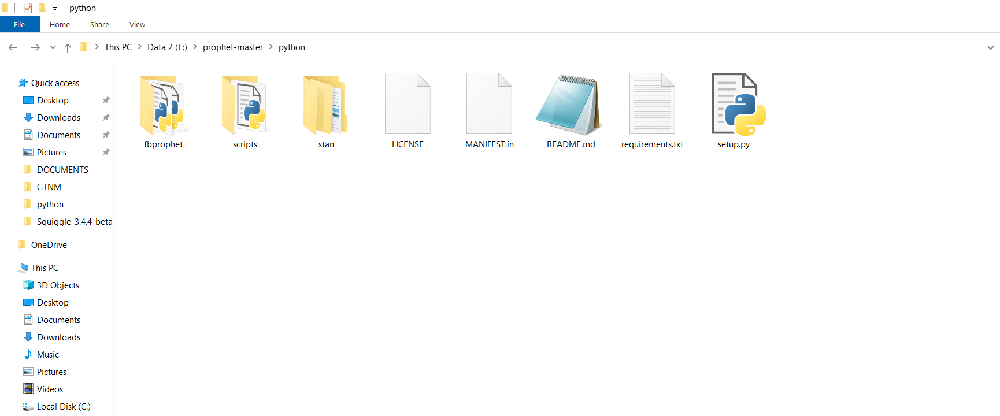 python
File Home Share View
This PC > Data 2 (E:) > prophet-master > python
Quick access
Desktop
Downloads
Documents
Pictures
DOCUMENTS
GTNM
python
Squiggle-3.4.4-beta
OneDrive
This PC
3D Objects
Desktop
Documents
Downloads
Music
Pictures
Videos
Local Disk (C:)
fbprophet scripts stan LICENSE MANIFEST.in README.md requirements.txt setup.py